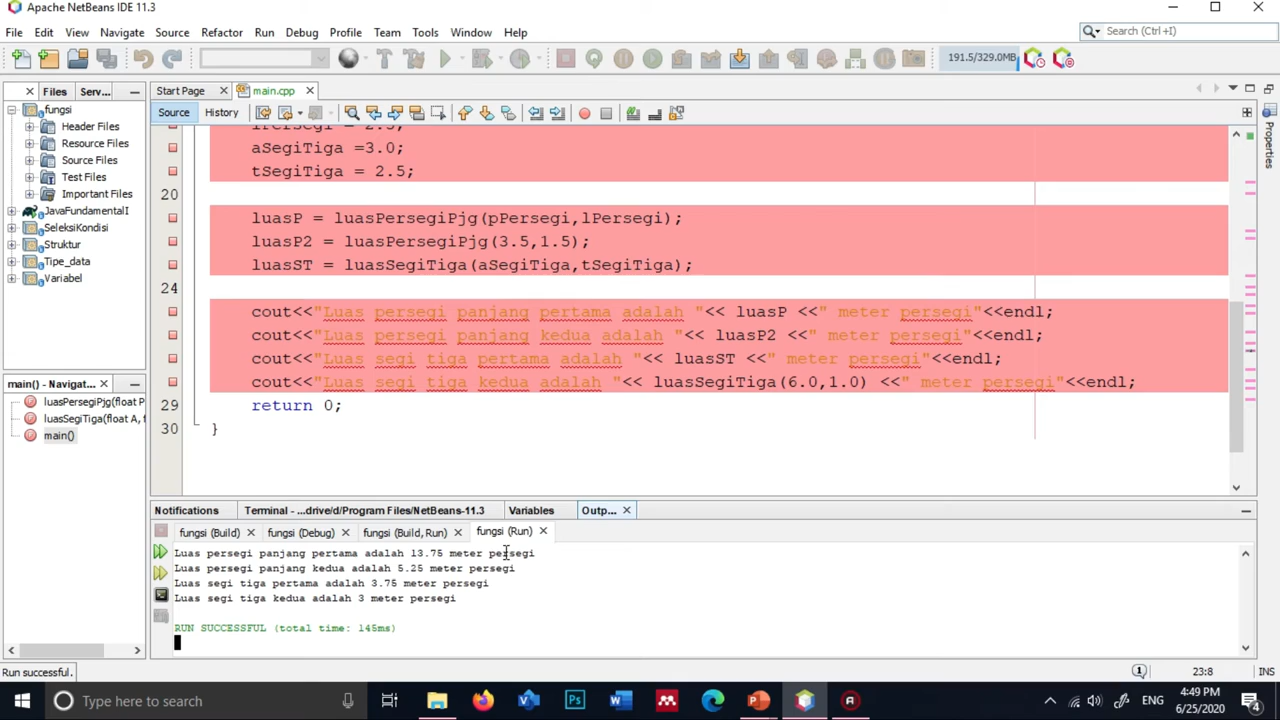 Apache NetBeans IDE 11.3
File Edit View Navigate Source Refactor Run Debug Profile Team Tools Window Help
Search (Ctrl+I)
191.5/329.0MB
Files Serv... Start Page main.cpp
Source History
fungsi
Header Files
Resource Files
Source Files
Test Files
Important Files
JavaFundamentalI
SeleksiKondisi
Struktur
Tipe_data
Variabel
Properties
lPersegi = 2.5;
aSegiTiga =3.0;
tSegiTiga = 2.5;
20
luasP = luasPersegiPjg(pPersegi,lPersegi);
luasP2 = luasPersegiPjg(3.5,1.5);
luasST = luasSegiTiga(aSegiTiga,tSegiTiga);
24
cout<<"Luas persegi panjang pertama adalah "<< luasP <<" meter persegi"<<endl;
cout<<"Luas persegi panjang kedua adalah "<< luasP2 <<" meter persegi"<<endl;
cout<<"Luas segi tiga pertama adalah "<< luasST <<" meter persegi"<<endl;
cout<<"Luas segi tiga kedua adalah "<< luasSegiTiga(6.0,1.0) <<" meter persegi"<<endl;
29 return 0;
30 }
main() - Navigat...
luasPersegiPjg(float P
luasSegiTiga(float A, f
main()
Notifications Terminal - ...drive/d/Program Files/NetBeans-11.3 Variables Outp...
fungsi (Build) fungsi (Debug) fungsi (Build, Run) fungsi (Run)
Luas persegi panjang pertama adalah 13.75 meter persegi
Luas persegi panjang kedua adalah 5.25 meter persegi
Luas segi tiga pertama adalah 3.75 meter persegi
Luas segi tiga kedua adalah 3 meter persegi
RUN SUCCESSFUL (total time: 145ms)
Run successful.
1
23:8
INS
Type here to search
ENG
4:49 PM
6/25/2020
4